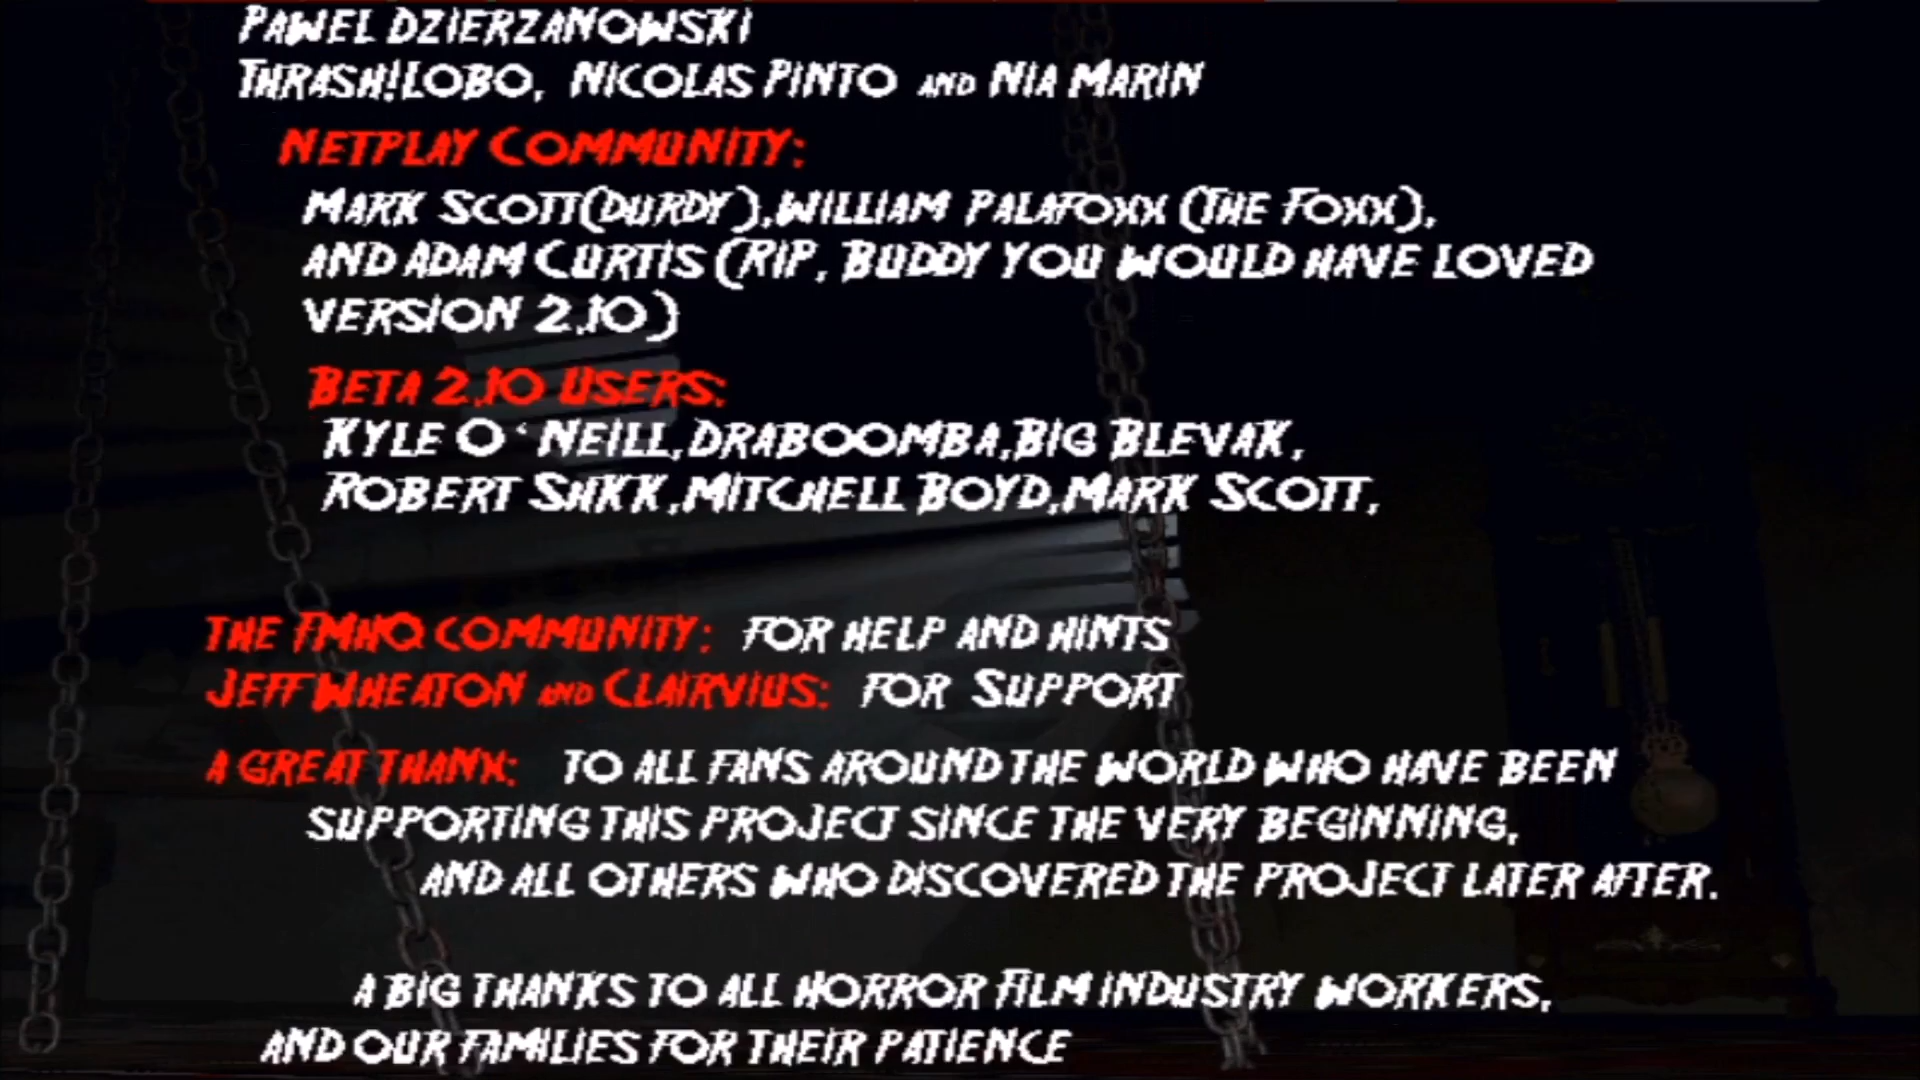 PAWEL DZIERZANOWSKI
THRASH!LOBO, NICOLAS PINTO AND NIA MARIN
NETPLAY COMMUNITY:
MARK SCOTT(DURDY),WILLIAM PALAFOXX (THE FOXX),
AND ADAM CURTIS (RIP, BUDDY YOU WOULD HAVE LOVED
VERSION 2.10)
BETA 2.10 USERS:
KYLE O'NEILL,DRABOOMBA,BIG BLEVAK,
ROBERT SHKK,MITCHELL BOYD,MARK SCOTT,
THE FMHQ COMMUNITY: FOR HELP AND HINTS
JEFF WHEATON AND CLAIRVIUS: FOR SUPPORT
A GREAT THANX: TO ALL FANS AROUND THE WORLD WHO HAVE BEEN
SUPPORTING THIS PROJECT SINCE THE VERY BEGINNING,
AND ALL OTHERS WHO DISCOVERED THE PROJECT LATER AFTER.
A BIG THANKS TO ALL HORROR FILM INDUSTRY WORKERS,
AND OUR FAMILIES FOR THEIR PATIENCE